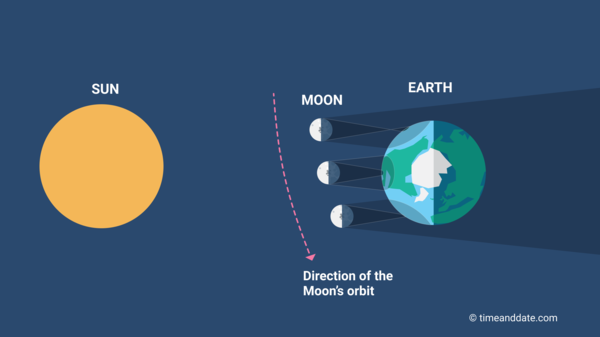 SUN
MOON
EARTH
Direction of the
Moon's orbit
© timeanddate.com